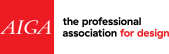 AIGA
the professional
association for design